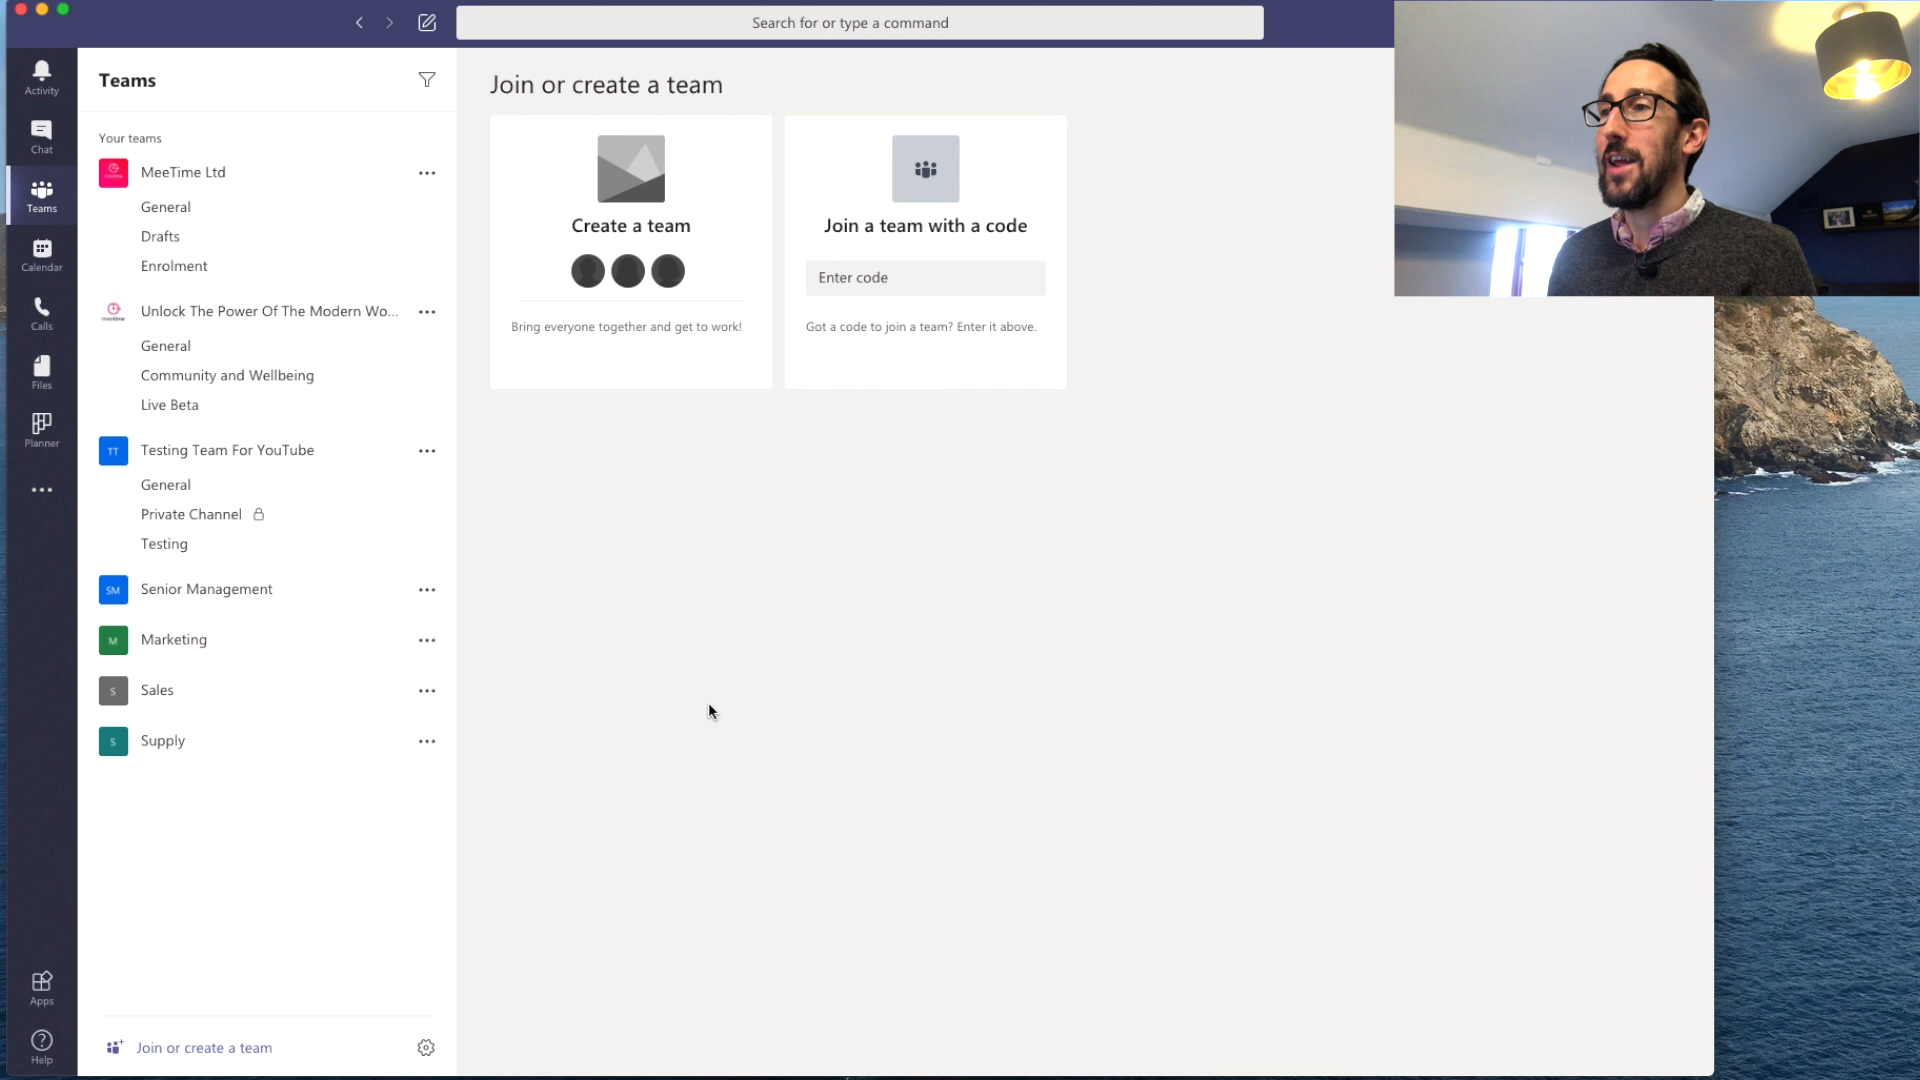 Search for or type a command
Activity
Chat
Teams
Calendar
Calls
Files
Planner
Apps
Help
Teams
Your teams
MeeTime Ltd
General
Drafts
Enrolment
Unlock The Power Of The Modern Wo...
General
Community and Wellbeing
Live Beta
TT Testing Team For YouTube
General
Private Channel
Testing
SM Senior Management
M Marketing
S Sales
S Supply
Join or create a team
Join or create a team
Create a team
Bring everyone together and get to work!
Join a team with a code
Enter code
Got a code to join a team? Enter it above.